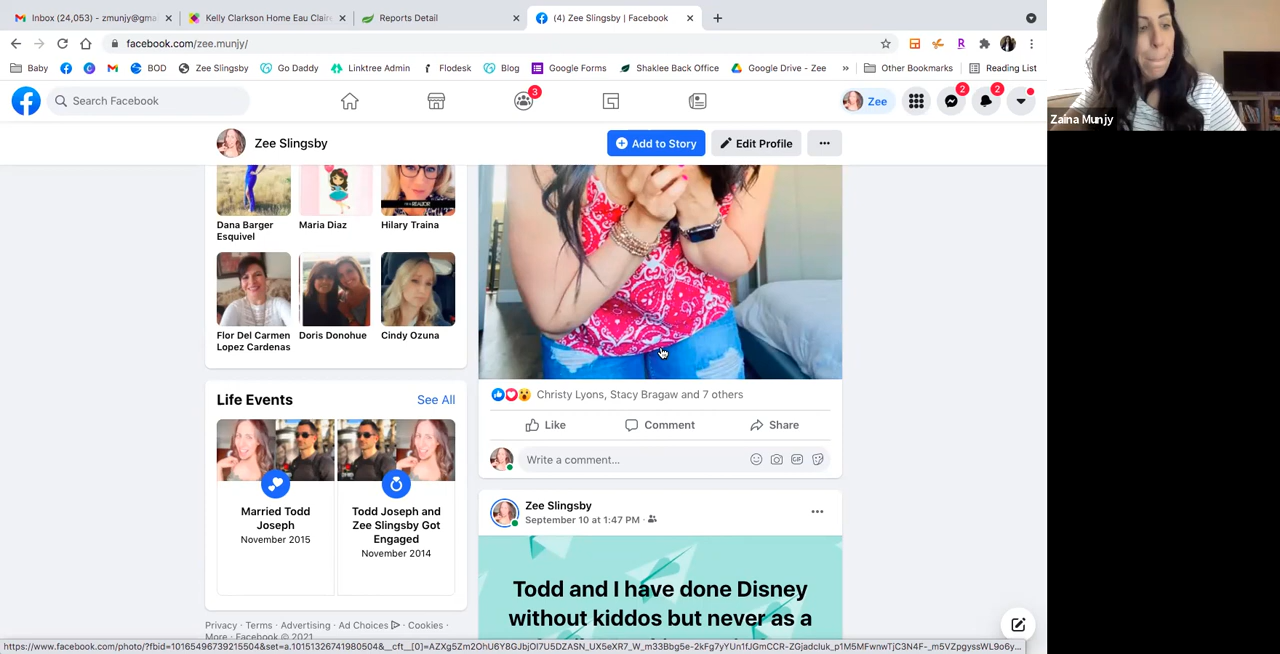 Inbox (24,053) - zmunjy@gma
Kelly Clarkson Home Eau Claire
Reports Detail
(4) Zee Slingsby | Facebook
facebook.com/zee.munjy/
Baby
BOD
Zee Slingsby
Go Daddy
Linktree Admin
Flodesk
Blog
Google Forms
Shaklee Back Office
Google Drive - Zee
Other Bookmarks
Reading List
Search Facebook
3
Zee
2
2
Zee Slingsby
Add to Story
Edit Profile
Zaina Munjy
Dana Barger
Esquivel
Maria Diaz
Hilary Traina
Flor Del Carmen
Lopez Cardenas
Doris Donohue
Cindy Ozuna
Life Events
See All
Married Todd
Joseph
November 2015
Todd Joseph and
Zee Slingsby Got
Engaged
November 2014
Privacy · Terms · Advertising · Ad Choices · Cookies ·
More · Facebook © 2021
Christy Lyons, Stacy Bragaw and 7 others
Like
Comment
Share
Write a comment...
Zee Slingsby
September 10 at 1:47 PM ·
Todd and I have done Disney
without kiddos but never as a